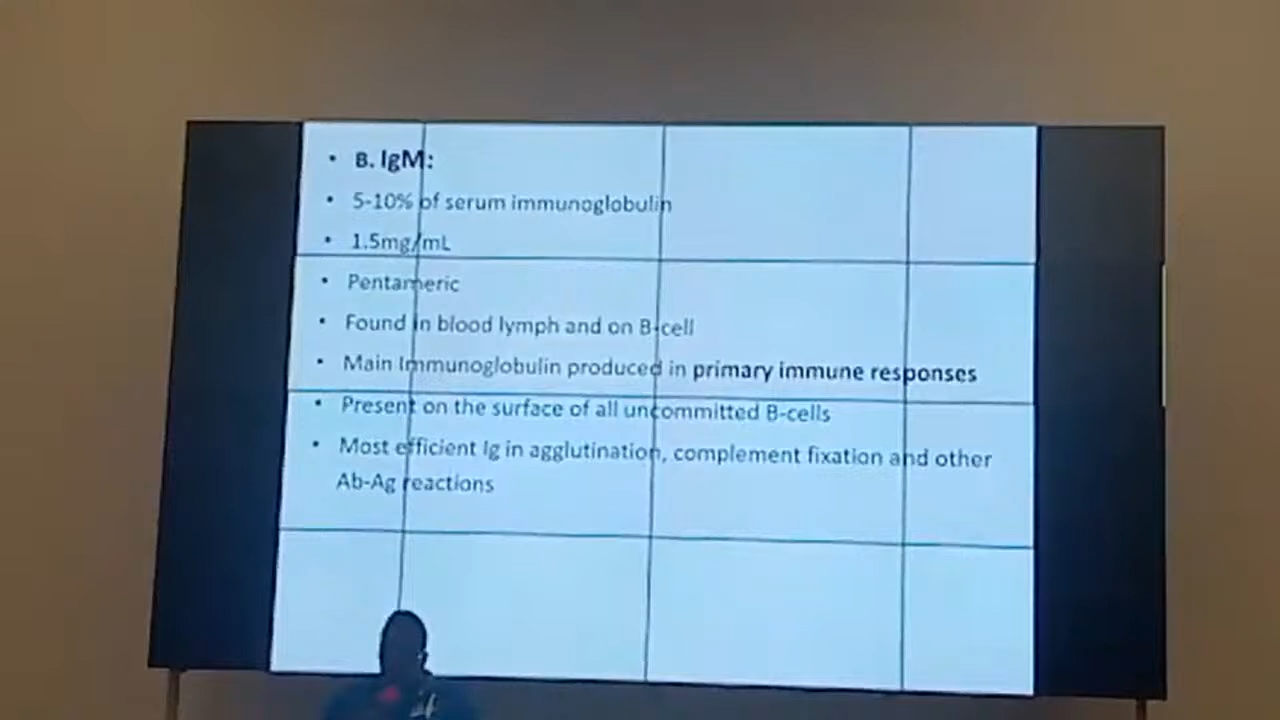 • B. IgM:
• 5-10% of serum immunoglobulin
• 1.5mg/mL
• Pentameric
• Found in blood lymph and on B-cell
• Main Immunoglobulin produced in primary immune responses
• Present on the surface of all uncommitted B-cells
• Most efficient Ig in agglutination, complement fixation and other
Ab-Ag reactions